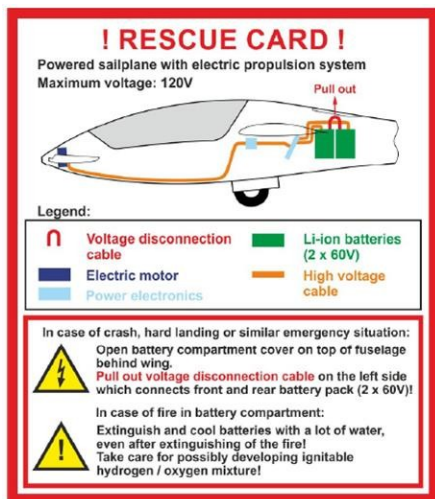 ! RESCUE CARD !
Powered sailplane with electric propulsion system
Maximum voltage: 120V
Pull out
Legend:
Voltage disconnection
cable
Li-ion batteries
(2 x 60V)
Electric motor
High voltage
cable
Power electronics
In case of crash, hard landing or similar emergency situation:
Open battery compartment cover on top of fuselage
behind wing.
Pull out voltage disconnection cable on the left side
which connects front and rear battery pack (2 x 60V)!
In case of fire in battery compartment:
Extinguish and cool batteries with a lot of water,
even after extinguishing of the fire!
Take care for possibly developing ignitable
hydrogen / oxygen mixture!